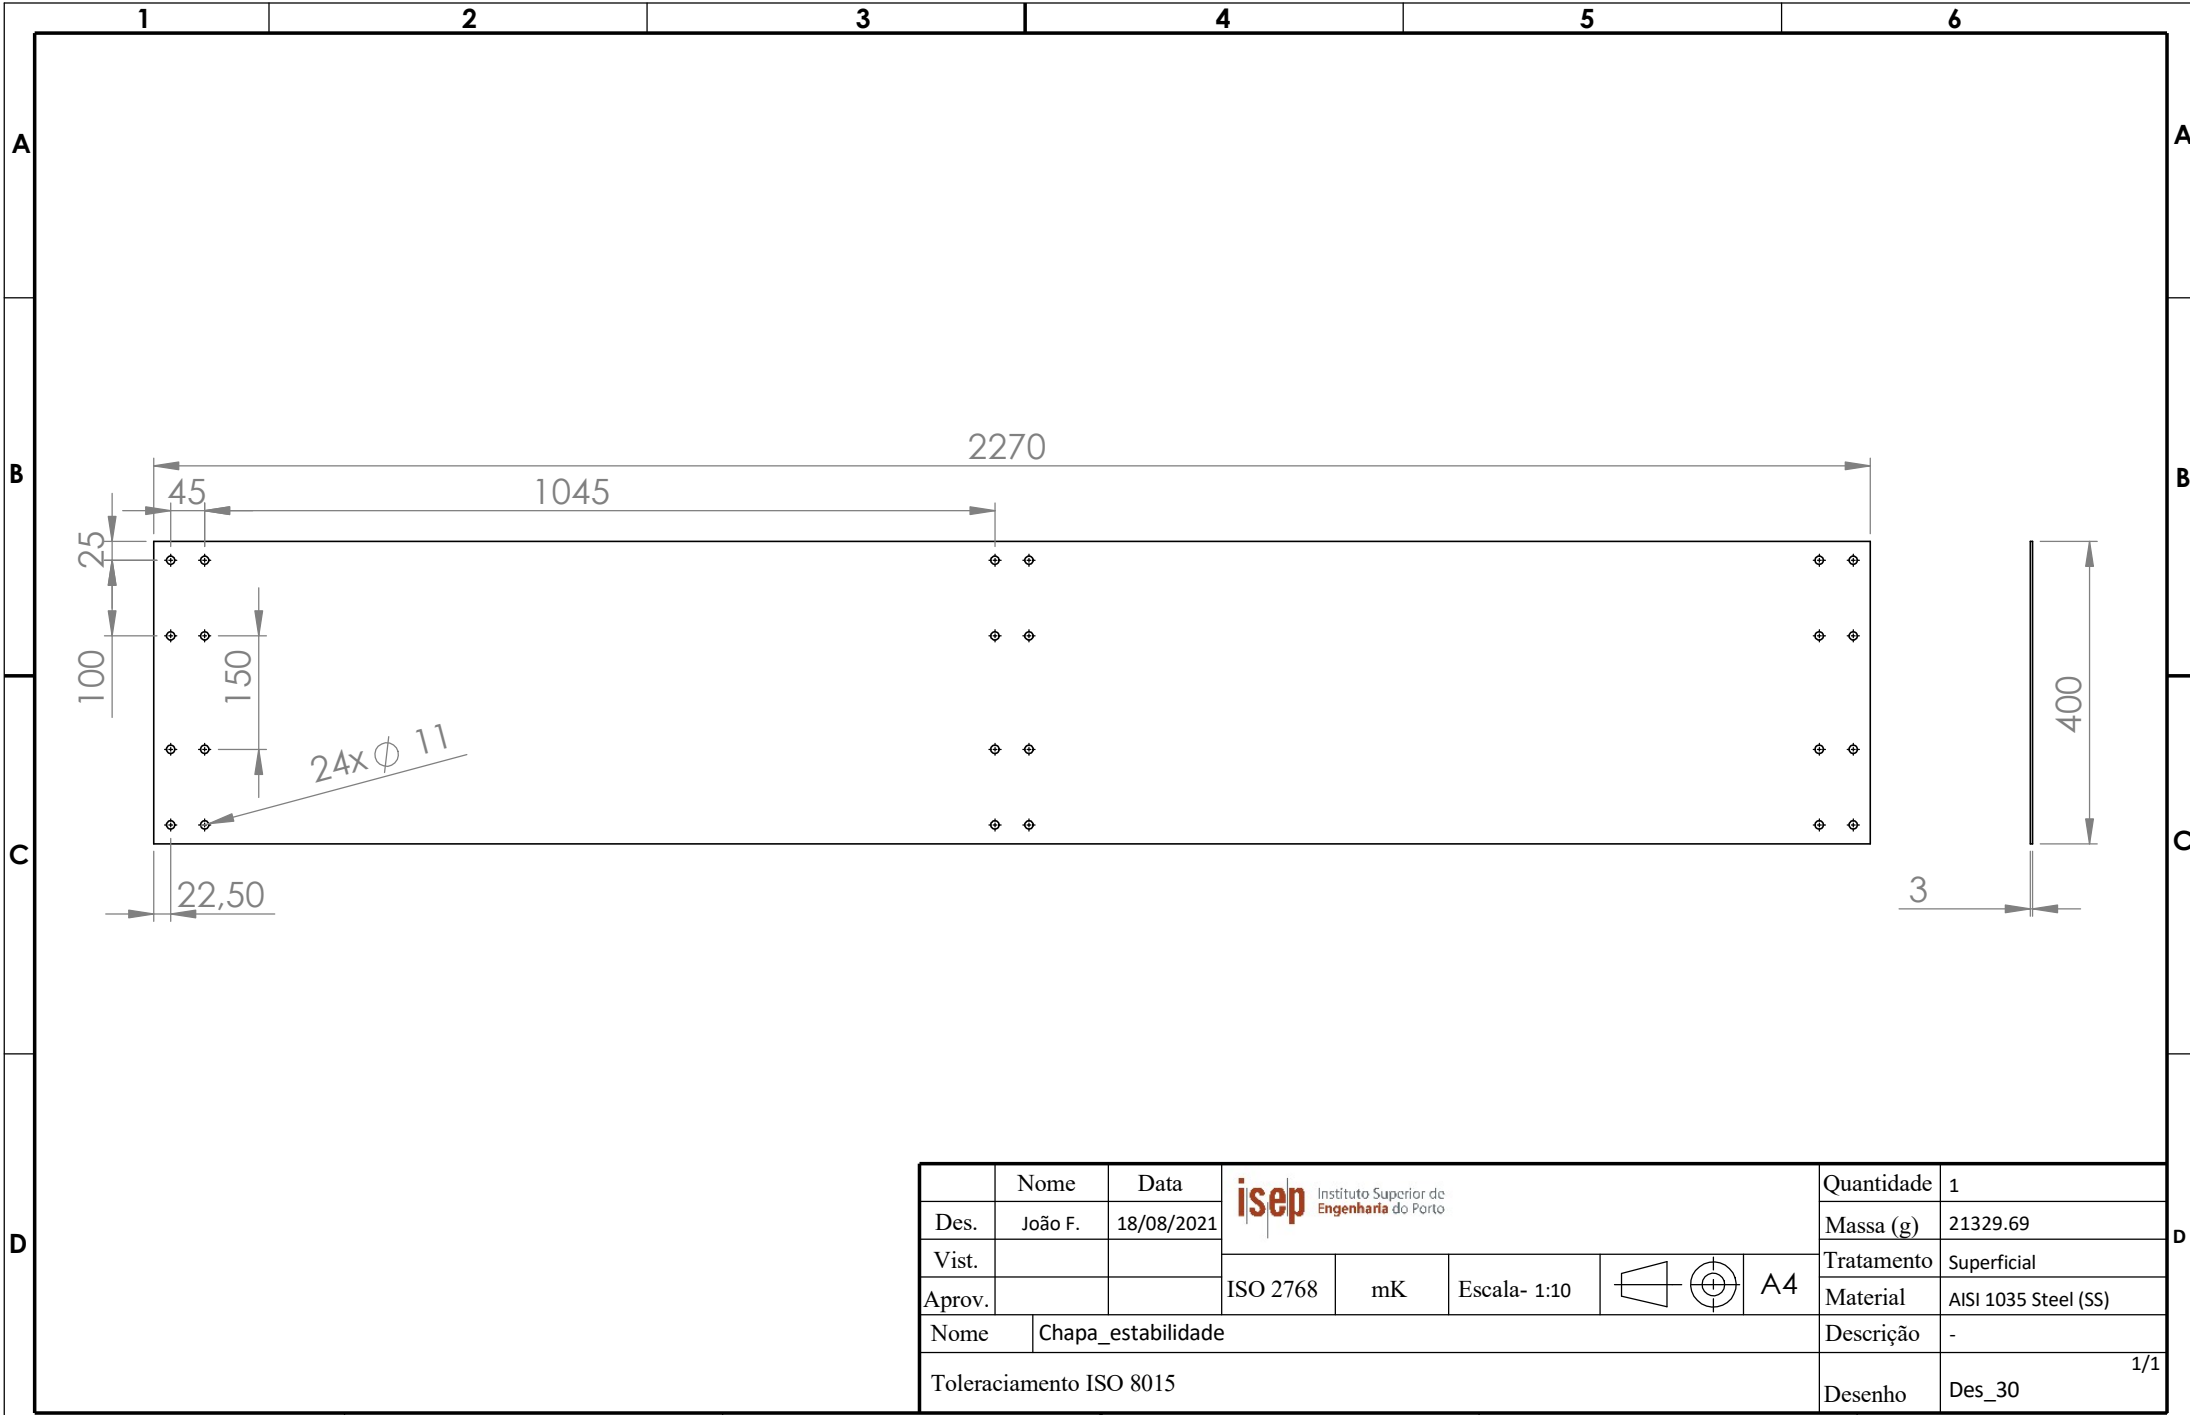 1 2 3 4 5 6
A A
B B
C C
D D
2270
45 1045
25
100
150
24x ⌀ 11
22,50
400
3
Nome Data
Des. João F. 18/08/2021
Vist.
Aprov.
isep Instituto Superior de
Engenharia do Porto
ISO 2768 mK Escala- 1:10 A4
Nome Chapa_estabilidade
Toleraciamento ISO 8015
Quantidade 1
Massa (g) 21329.69
Tratamento Superficial
Material AISI 1035 Steel (SS)
Descrição -
1/1
Desenho Des_30